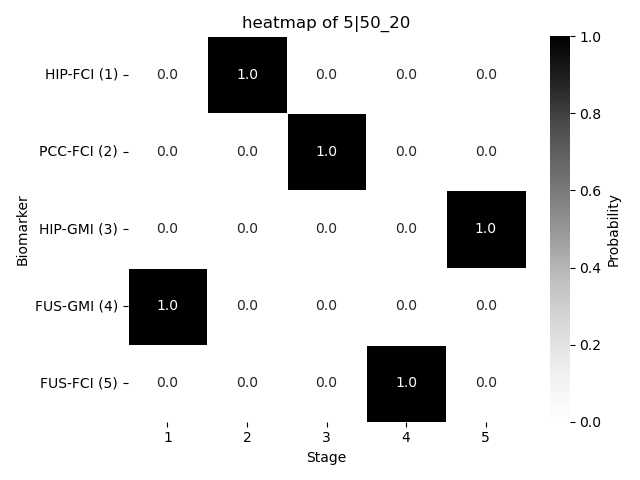 heatmap of 5|50_20
HIP-FCI (1) 0.0 1.0 0.0 0.0 0.0
PCC-FCI (2) 0.0 0.0 1.0 0.0 0.0
HIP-GMI (3) 0.0 0.0 0.0 0.0 1.0
FUS-GMI (4) 1.0 0.0 0.0 0.0 0.0
FUS-FCI (5) 0.0 0.0 0.0 1.0 0.0
1 2 3 4 5
Stage
Biomarker
1.0
0.8
0.6
0.4
0.2
0.0
Probability